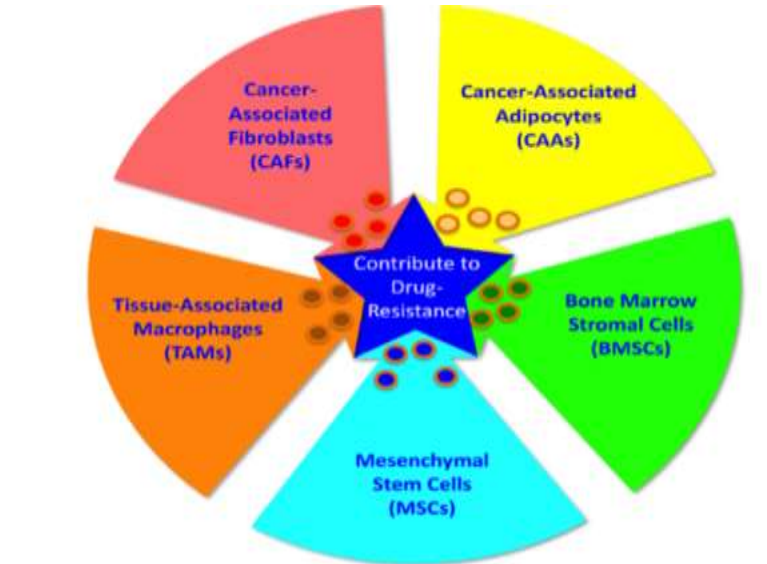 Cancer-
Associated
Fibroblasts
(CAFs)
Cancer-Associated
Adipocytes
(CAAs)
Contribute to
Drug-
Resistance
Tissue-Associated
Macrophages
(TAMs)
Bone Marrow
Stromal Cells
(BMSCs)
Mesenchymal
Stem Cells
(MSCs)